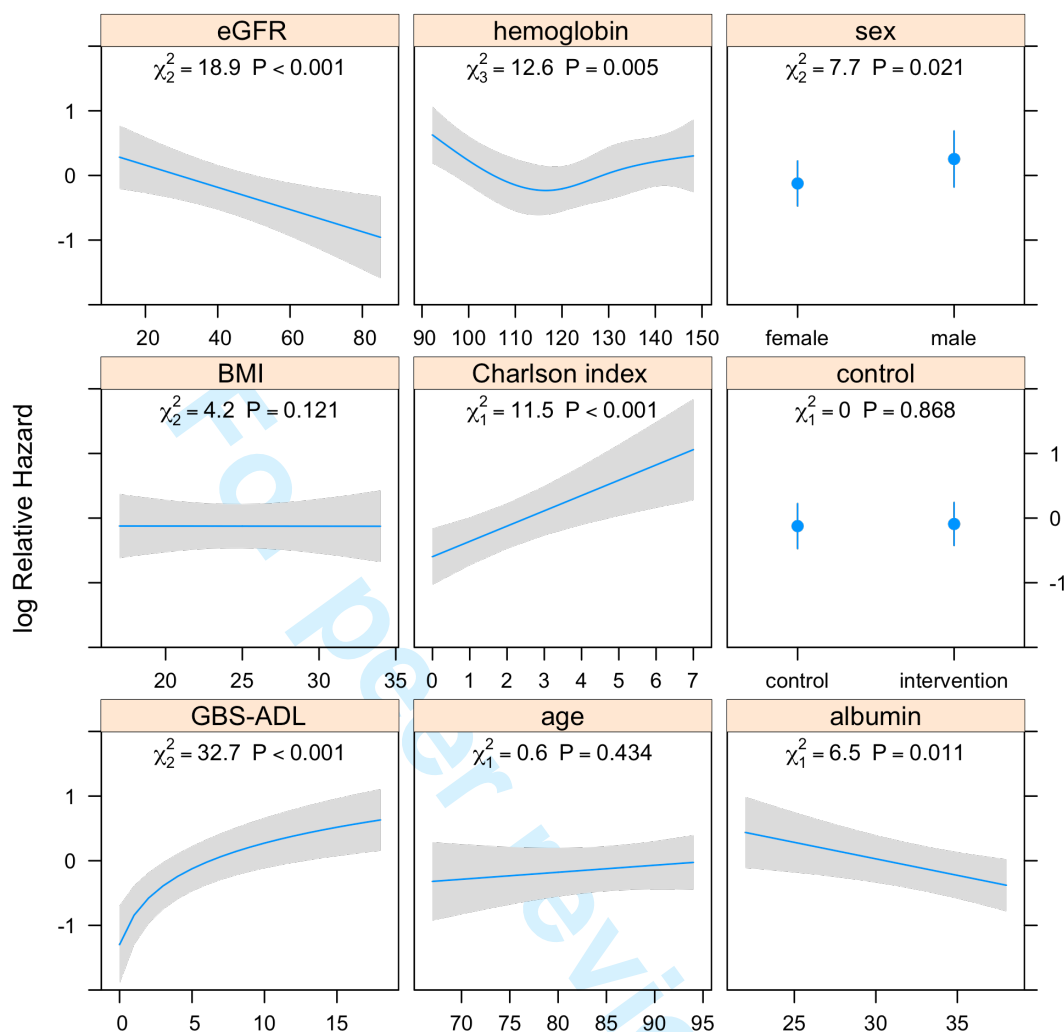 eGFR hemoglobin sex
χ²₂ = 18.9 P < 0.001 χ²₃ = 12.6 P = 0.005 χ²₂ = 7.7 P = 0.021
1
0
-1
20 40 60 80 90 100 110 120 130 140 150 female male
BMI Charlson index control
χ²₂ = 4.2 P = 0.121 χ²₁ = 11.5 P < 0.001 χ²₁ = 0 P = 0.868
1
0
-1
log Relative Hazard
20 25 30 35 0 1 2 3 4 5 6 7 control intervention
GBS-ADL age albumin
χ²₂ = 32.7 P < 0.001 χ²₁ = 0.6 P = 0.434 χ²₁ = 6.5 P = 0.011
1
0
-1
0 5 10 15 70 75 80 85 90 95 25 30 35
For peer review